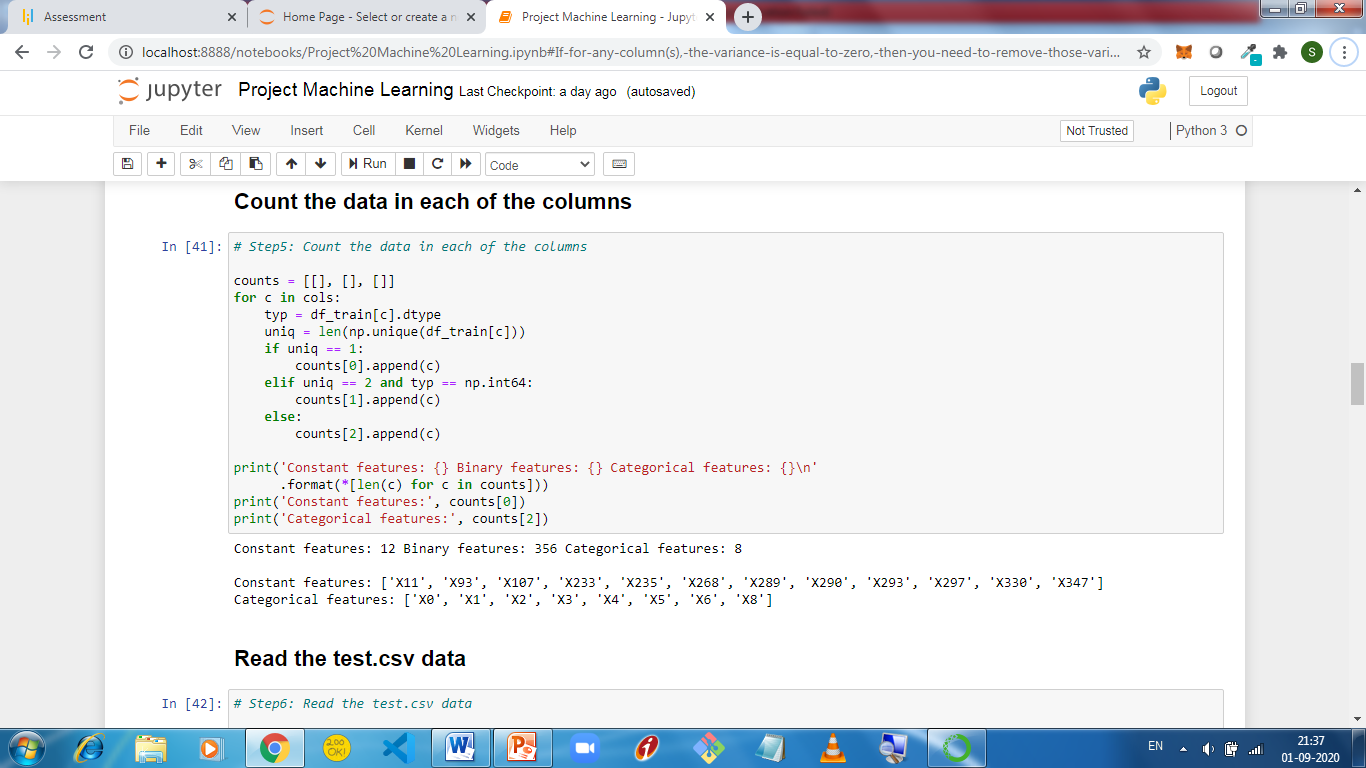 Assessment
Home Page - Select or create a n
Project Machine Learning - Jupyt
localhost:8888/notebooks/Project%20Machine%20Learning.ipynb#If-for-any-column(s),-the-variance-is-equal-to-zero,-then-you-need-to-remove-those-vari...
S
jupyter Project Machine Learning Last Checkpoint: a day ago (autosaved)
Logout
File Edit View Insert Cell Kernel Widgets Help
Not Trusted
Python 3
Run
Code
Count the data in each of the columns
In [41]:
# Step5: Count the data in each of the columns
counts = [[], [], []]
for c in cols:
    typ = df_train[c].dtype
    uniq = len(np.unique(df_train[c]))
    if uniq == 1:
        counts[0].append(c)
    elif uniq == 2 and typ == np.int64:
        counts[1].append(c)
    else:
        counts[2].append(c)
print('Constant features: {} Binary features: {} Categorical features: {}\n'
      .format(*[len(c) for c in counts]))
print('Constant features:', counts[0])
print('Categorical features:', counts[2])
Constant features: 12 Binary features: 356 Categorical features: 8
Constant features: ['X11', 'X93', 'X107', 'X233', 'X235', 'X268', 'X289', 'X290', 'X293', 'X297', 'X330', 'X347']
Categorical features: ['X0', 'X1', 'X2', 'X3', 'X4', 'X5', 'X6', 'X8']
Read the test.csv data
In [42]:
# Step6: Read the test.csv data
200
OK!
EN
21:37
01-09-2020